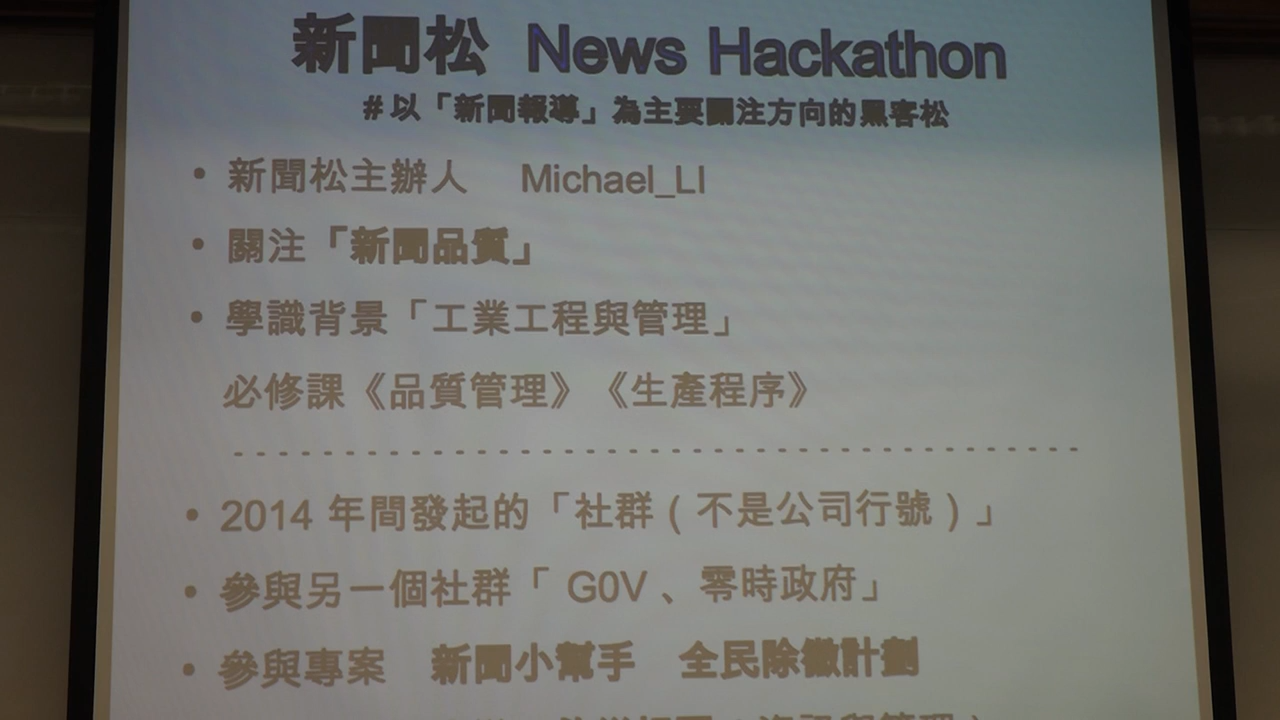 新聞松 News Hackathon
#以「新聞報導」為主要關注方向的黑客松
• 新聞松主辦人 Michael_LI
• 關注「新聞品質」
• 學識背景「工業工程與管理」
必修課《品質管理》《生產程序》
• 2014 年間發起的「社群（不是公司行號）」
• 參與另一個社群「 G0V 、零時政府」
• 參與專案 新聞小幫手 全民除黴計劃